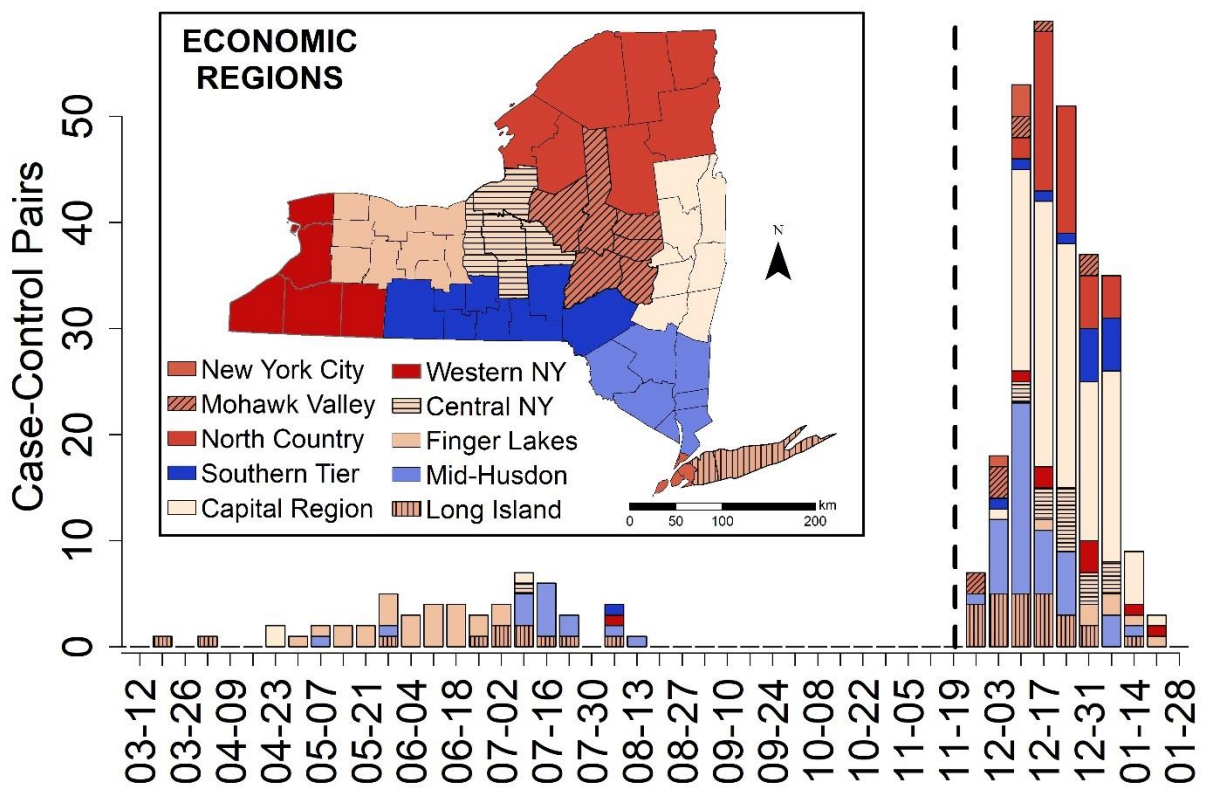 ECONOMIC
REGIONS
N
New York City
Mohawk Valley
North Country
Southern Tier
Capital Region
Western NY
Central NY
Finger Lakes
Mid-Husdon
Long Island
km
0 50 100 200
Case-Control Pairs
50
40
30
20
10
0
03-12
03-26
04-09
04-23
05-07
05-21
06-04
06-18
07-02
07-16
07-30
08-13
08-27
09-10
09-24
10-08
10-22
11-05
11-19
12-03
12-17
12-31
01-14
01-28